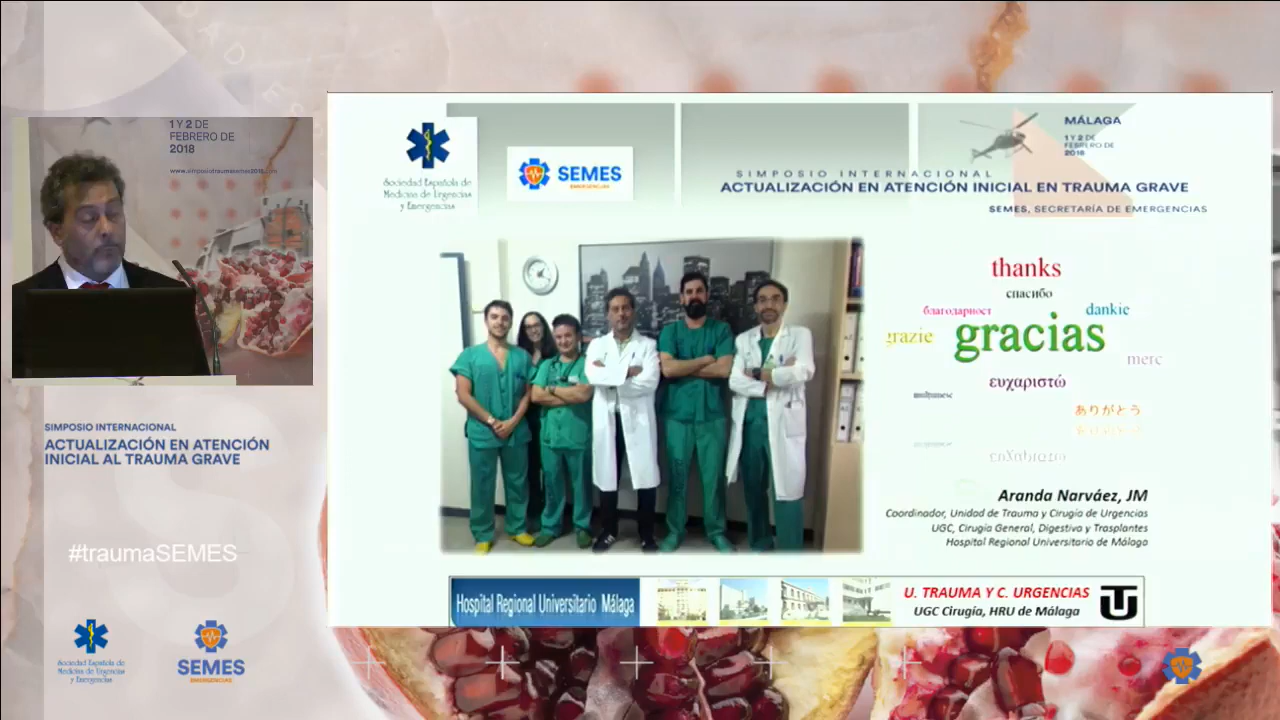 1 Y 2 DE
FEBRERO DE
2018
SIMPOSIO INTERNACIONAL
ACTUALIZACIÓN EN ATENCIÓN
INICIAL AL TRAUMA GRAVE
#traumaSEMES
Sociedad Española de
Medicina de Urgencias
y Emergencias
SEMES
EMERGENCIAS
Sociedad Española de
Medicina de Urgencias
y Emergencias
SEMES
EMERGENCIAS
MÁLAGA
1 Y 2 DE
FEBRERO DE
2018
SIMPOSIO INTERNACIONAL
ACTUALIZACIÓN EN ATENCIÓN INICIAL EN TRAUMA GRAVE
SEMES, SECRETARÍA DE EMERGENCIAS
thanks
спасибо
благодарност
dankie
grazie
gracias
merc
ευχαριστώ
ありがとう
Aranda Narváez, JM
Coordinador, Unidad de Trauma y Cirugía de Urgencias
UGC, Cirugía General, Digestiva y Trasplantes
Hospital Regional Universitario de Málaga
Hospital Regional Universitario Málaga
U. TRAUMA Y C. URGENCIAS
UGC Cirugía, HRU de Málaga